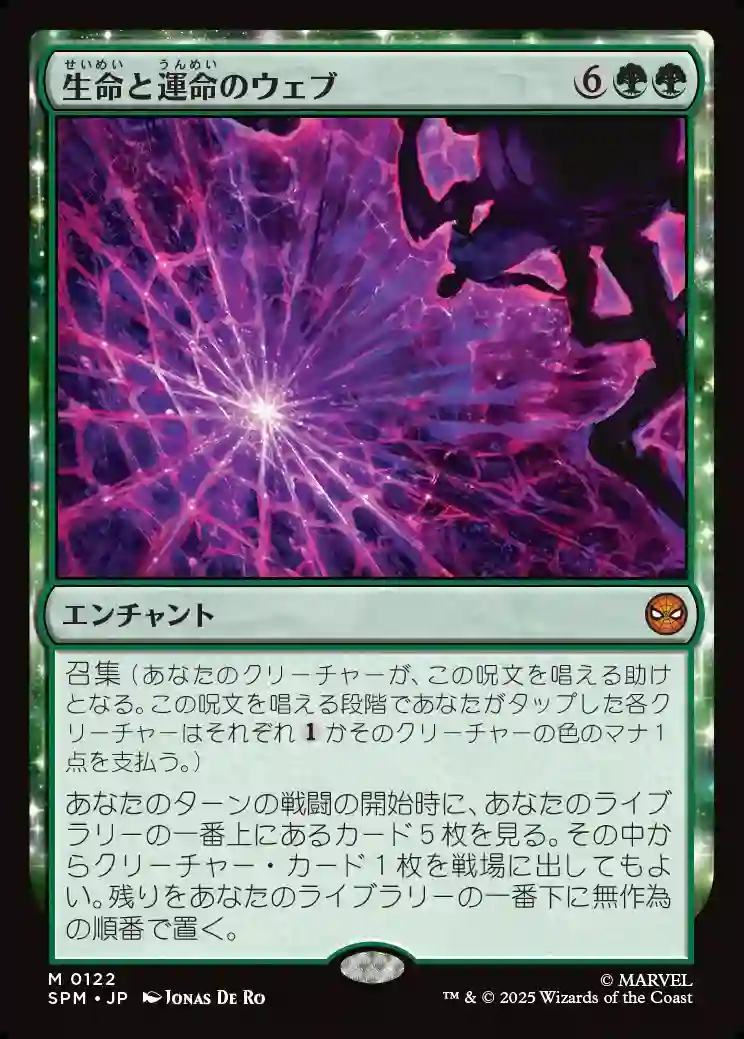 せいめい うんめい
生命と運命のウェブ 6
エンチャント
召集（あなたのクリーチャーが、この呪文を唱える助け
となる。この呪文を唱える段階であなたがタップした各ク
リーチャーはそれぞれ 1 かそのクリーチャーの色のマナ1
点を支払う。）
あなたのターンの戦闘の開始時に、あなたのライブ
ラリーの一番上にあるカード5枚を見る。その中か
らクリーチャー・カード1枚を戦場に出してもよ
い。残りをあなたのライブラリーの一番下に無作為
の順番で置く。
M 0122
SPM • JP Jonas De Ro
© MARVEL
™ & © 2025 Wizards of the Coast